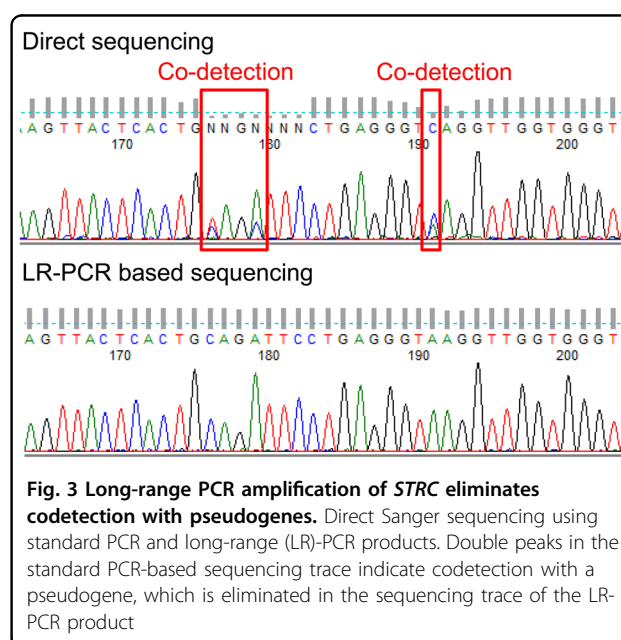 Direct sequencing
Co-detection Co-detection
AGTTACTCACTGNNGNNNNCTGAGGGTCAGGTTGGTGGGT
170 180 190 200
LR-PCR based sequencing
AGTTACTCACTGCAGATTCCTGAGGGTAAGGTTGGTGGGT
170 180 190 200
Fig. 3 Long-range PCR amplification of STRC eliminates
codetection with pseudogenes. Direct Sanger sequencing using
standard PCR and long-range (LR)-PCR products. Double peaks in the
standard PCR-based sequencing trace indicate codetection with a
pseudogene, which is eliminated in the sequencing trace of the LR-
PCR product